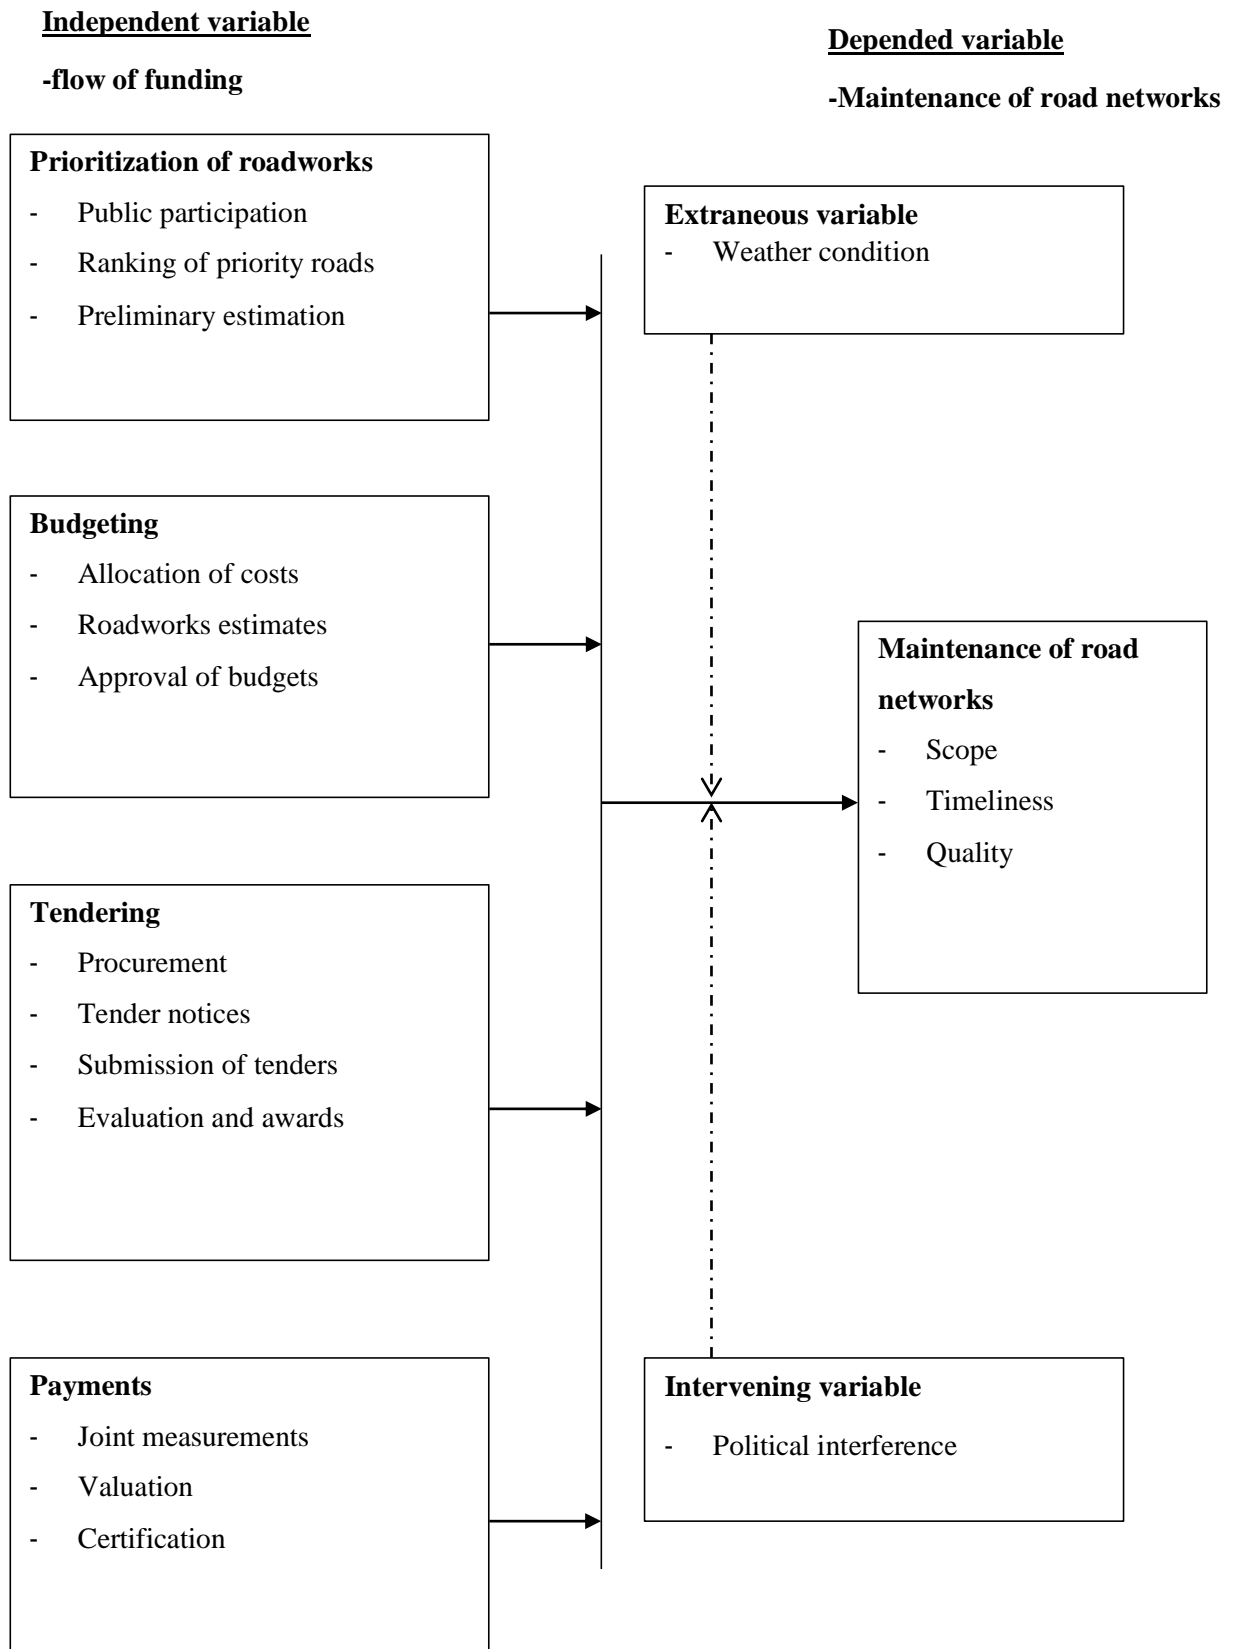 Independent variable
-flow of funding
Depended variable
-Maintenance of road networks
Prioritization of roadworks
- Public participation
- Ranking of priority roads
- Preliminary estimation
Extraneous variable
- Weather condition
Budgeting
- Allocation of costs
- Roadworks estimates
- Approval of budgets
Maintenance of road
networks
- Scope
- Timeliness
- Quality
Tendering
- Procurement
- Tender notices
- Submission of tenders
- Evaluation and awards
Payments
- Joint measurements
- Valuation
- Certification
Intervening variable
- Political interference